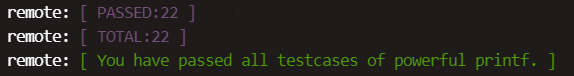 remote: [ PASSED:22 ]
remote: [ TOTAL:22 ]
remote: [ You have passed all testcases of powerful printf. ]